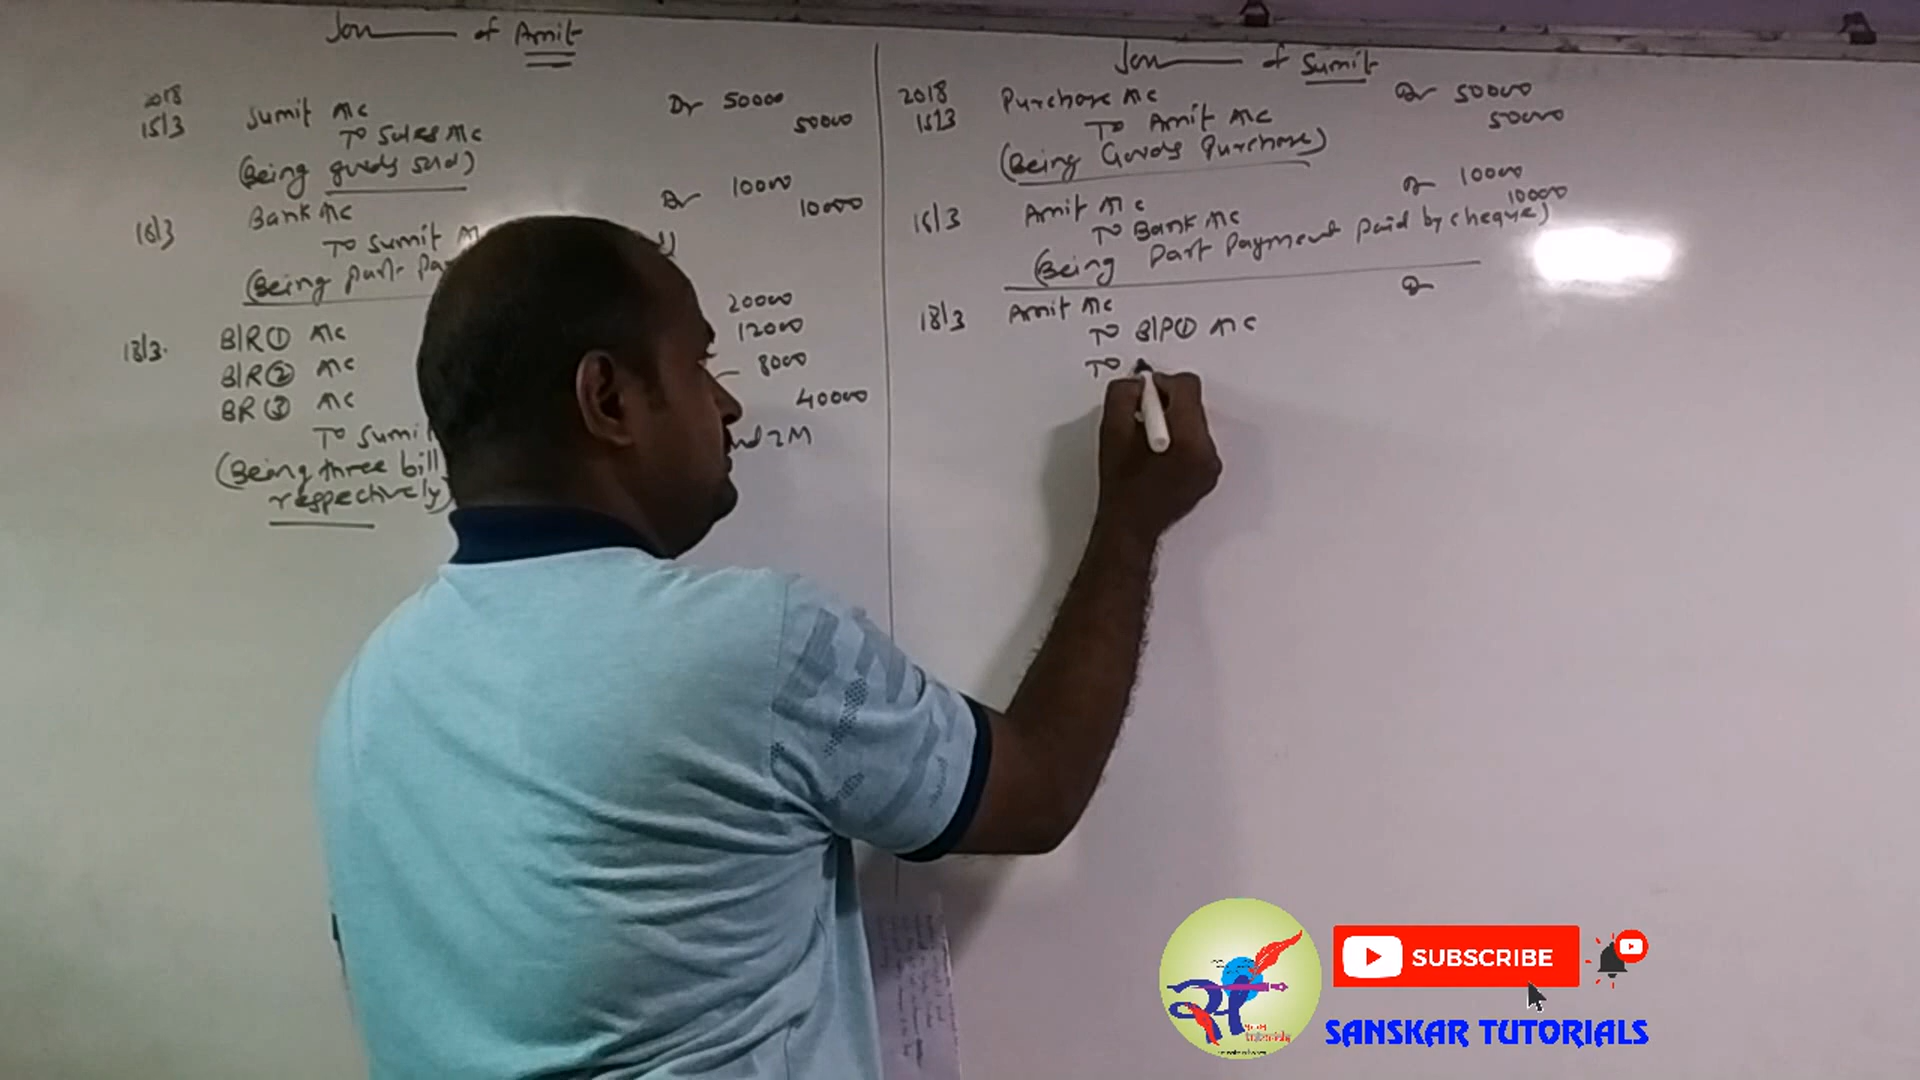 Jou of Amit
2018
15/3 Sumit A/c Dr 50000
To Sales A/c 50000
(Being goods sold)
16/3 Bank A/c Dr 10000
To Sumit 10000
(Being part
18/3 B/R① A/c 20000
B/R② A/c 12000
BR③ A/c 8000
To Sumi 40000
(Being three bill nd 2M
respectively)
Jou of Sumit
2018
15/3 Purchase A/c Dr 50000
To Amit A/c 50000
(Being Goods Purchase)
16/3 Amit A/c Dr 10000
To Bank A/c 10000
(Being Part Payment Paid by cheque)
18/3 Amit A/c Dr
To B/P① A/c
To
SUBSCRIBE
SANSKAR TUTORIALS